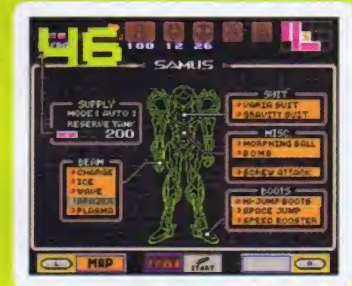 46
100 12 26
SAMUS
SUPPLY
MODE [AUTO]
RESERVE TANK
200
BEAM
CHARGE
ICE
WAVE
SPAZER
PLASMA
SUIT
VARIA SUIT
GRAVITY SUIT
MISC.
MORPHING BALL
BOMB
SCREW ATTACK
BOOTS
HI-JUMP BOOTS
SPACE JUMP
SPEED BOOSTER
L MAP
START
R